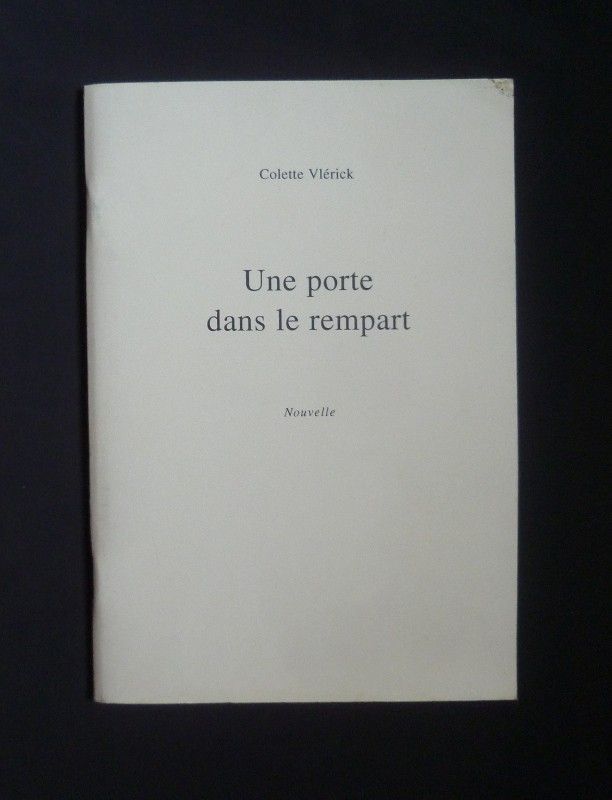 Colette Vlérick
Une porte
dans le rempart
Nouvelle